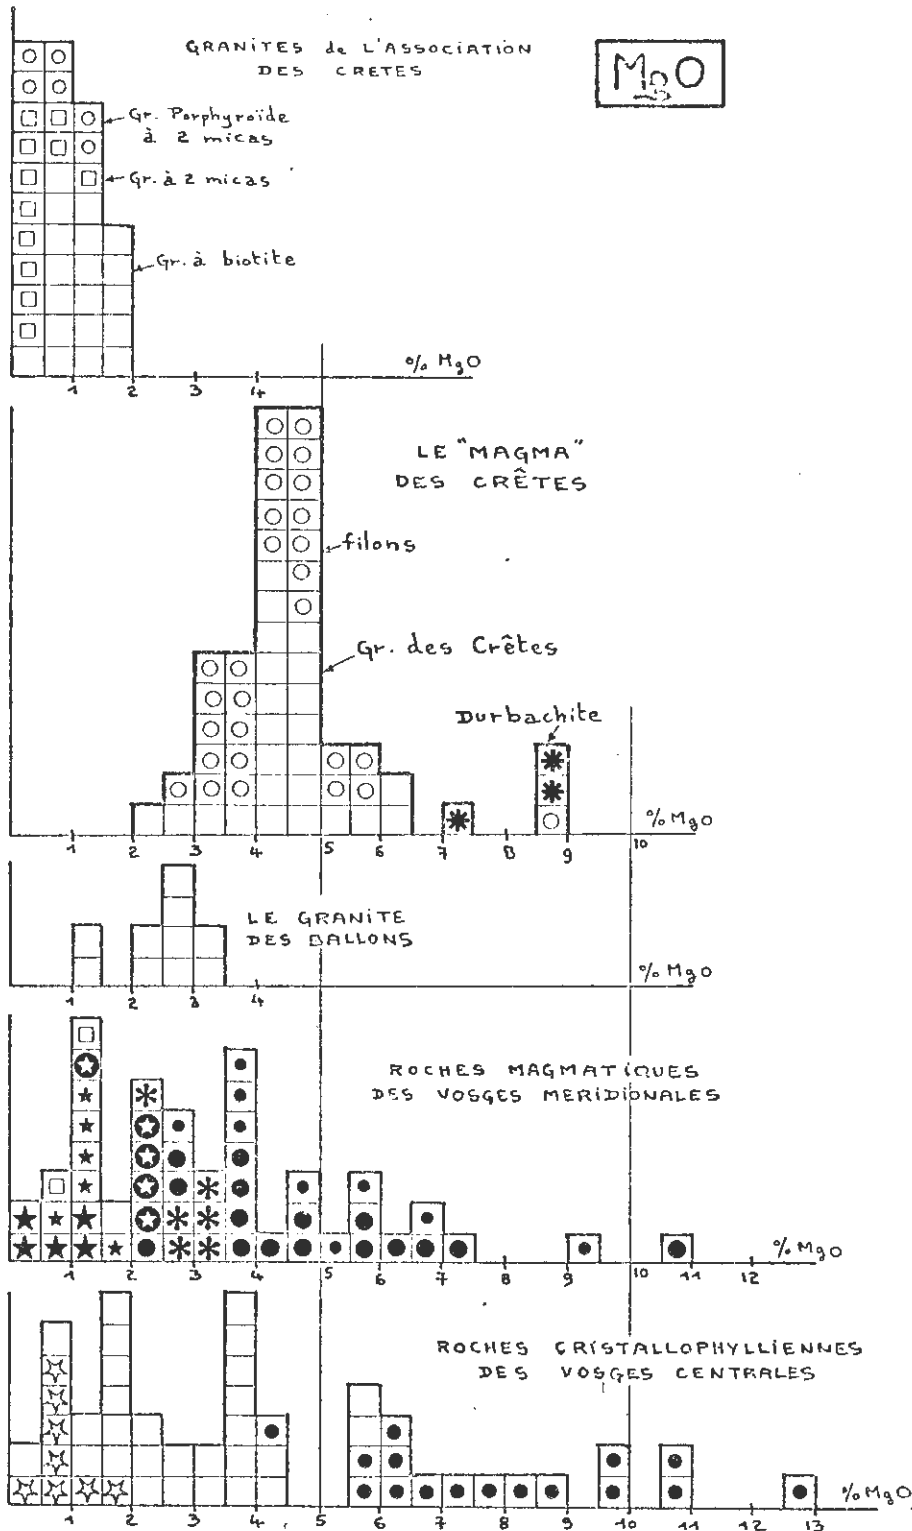 GRANITES de L'ASSOCIATION
DES CRETES
MgO
Gr. Porphyroïde
à 2 micas
Gr. à 2 micas
Gr. à biotite
% MgO
1 2 3 4
LE "MAGMA"
DES CRÊTES
filons
Gr. des Crêtes
Durbachite
% MgO
1 2 3 4 5 6 7 8 9 10
LE GRANITE
DES BALLONS
% MgO
1 2 3 4
ROCHES MAGMATIQUES
DES VOSGES MERIDIONALES
% MgO
1 2 3 4 5 6 7 8 9 10 11 12
ROCHES CRISTALLOPHYLLIENNES
DES VOSGES CENTRALES
% MgO
1 2 3 4 5 6 7 8 9 10 11 12 13